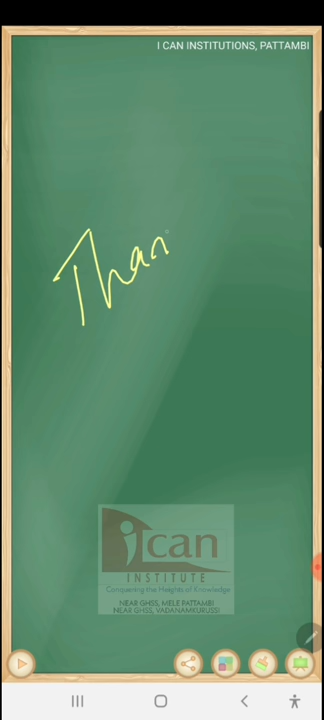 I CAN INSTITUTIONS, PATTAMBI
Than
ican
INSTITUTE
Conquering the Heights of Knowledge
NEAR GHSS, MELE PATTAMBI
NEAR GHSS, VADANAMKURUSSI